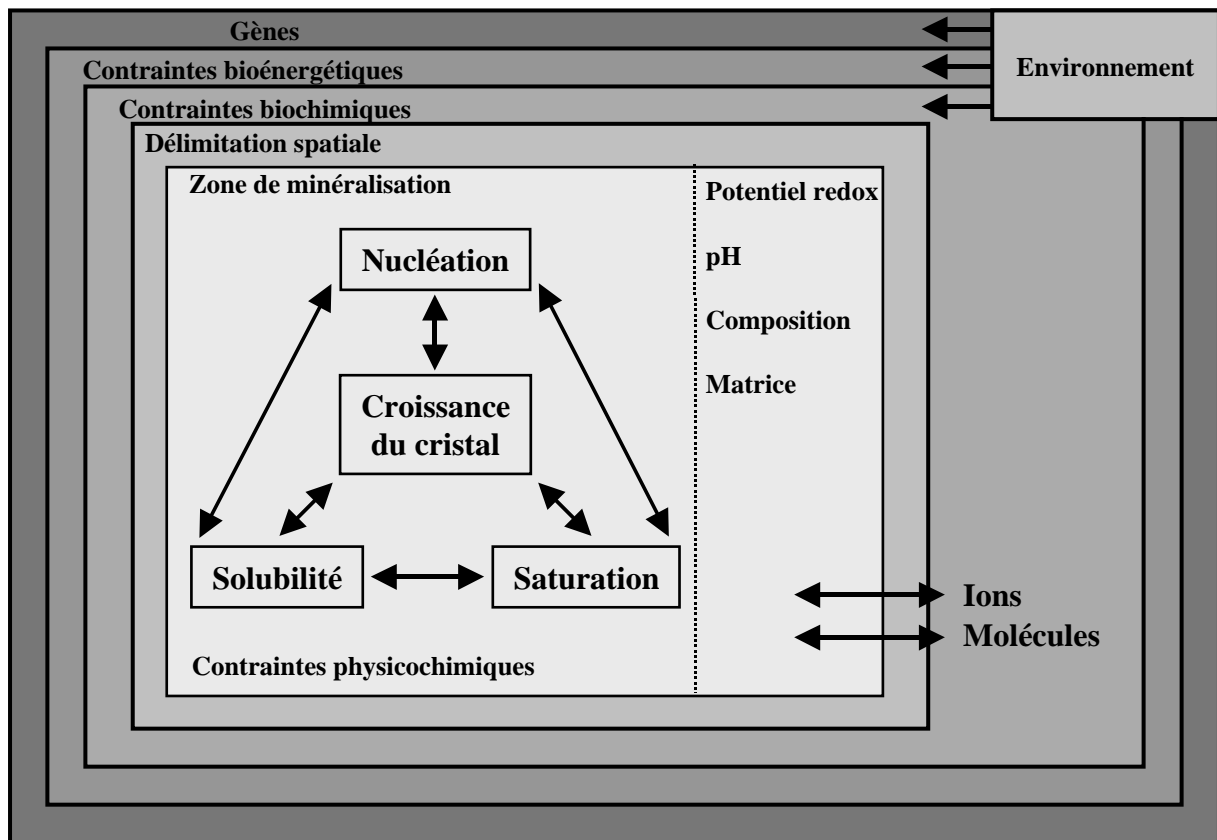 Gènes
Environnement
Contraintes bioénergétiques
Contraintes biochimiques
Délimitation spatiale
Zone de minéralisation
Potentiel redox
Nucléation
pH
Composition
Matrice
Croissance
du cristal
Solubilité
Saturation
Ions
Molécules
Contraintes physicochimiques